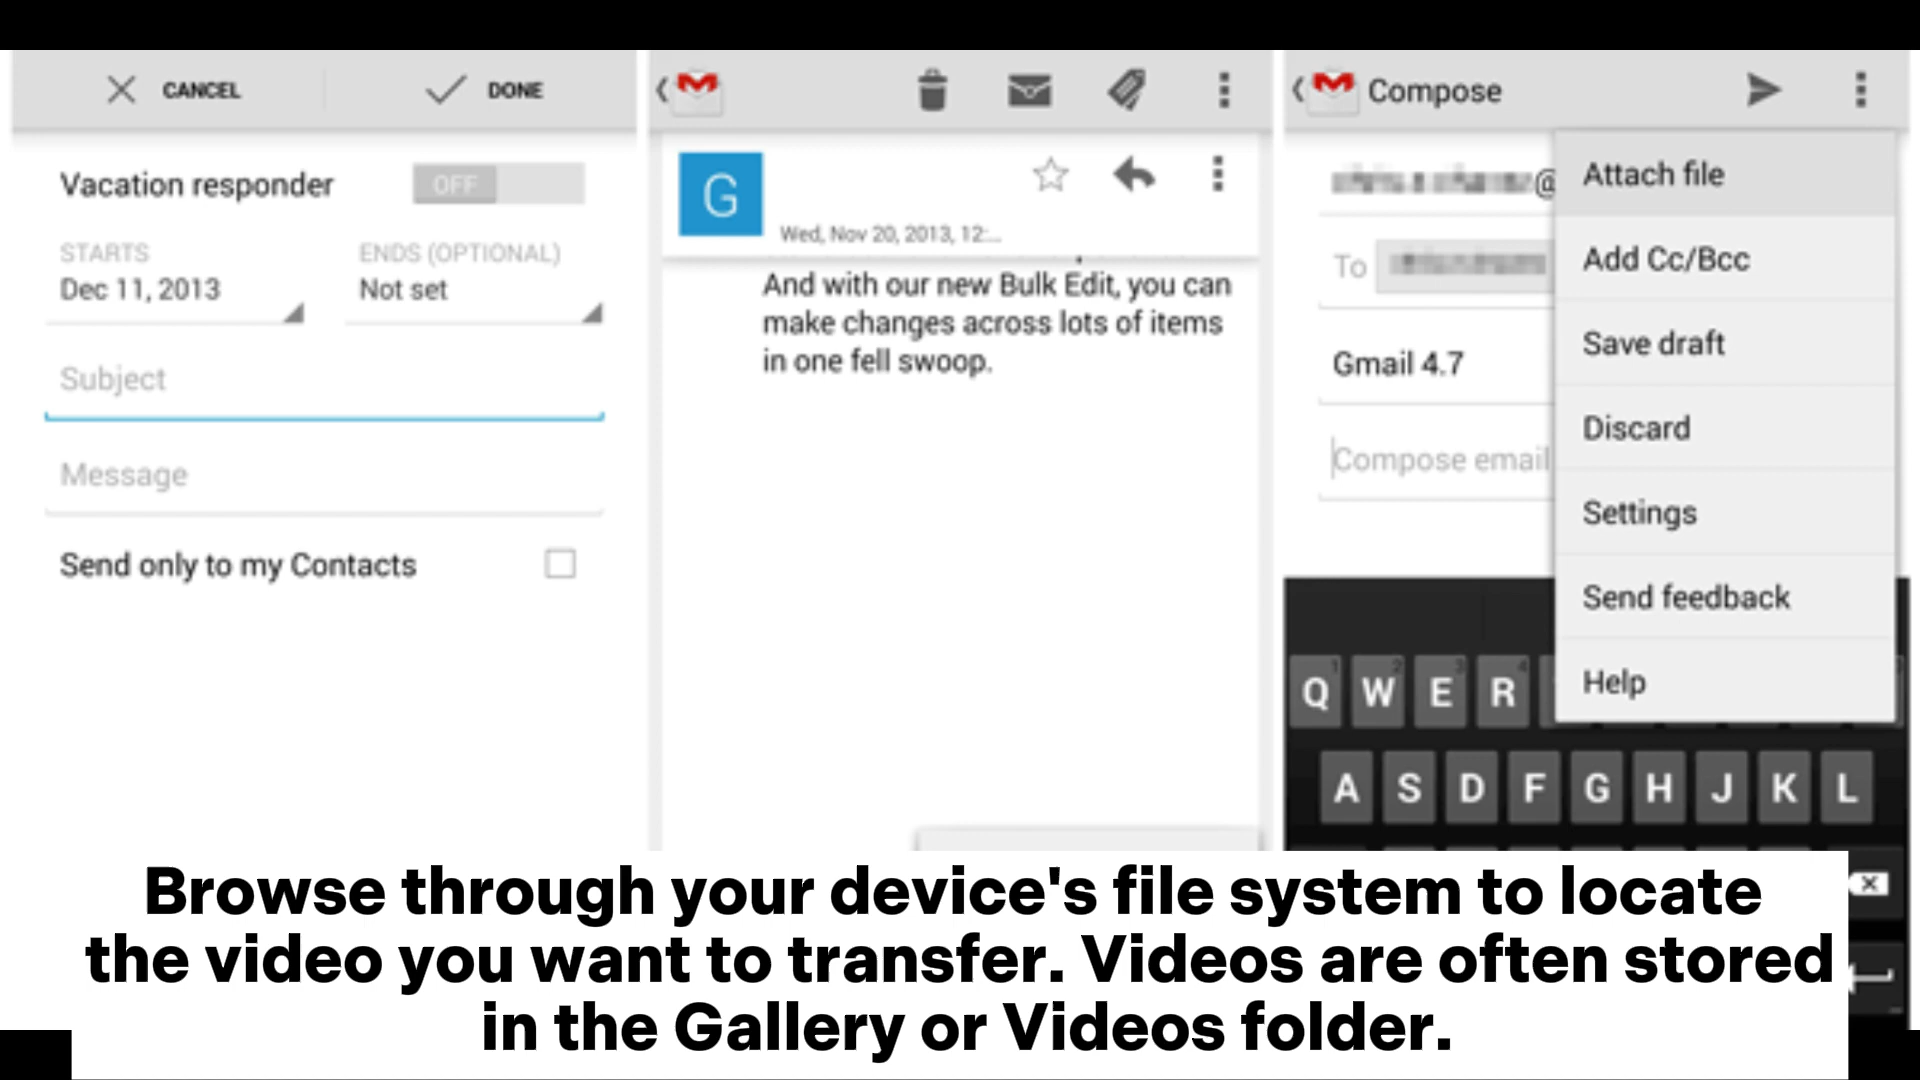 CANCEL
DONE
Vacation responder
OFF
STARTS
ENDS (OPTIONAL)
Dec 11, 2013
Not set
Subject
Message
Send only to my Contacts
G
Wed, Nov 20, 2013, 12:...
And with our new Bulk Edit, you can
make changes across lots of items
in one fell swoop.
Compose
@
To
Gmail 4.7
Compose email
Attach file
Add Cc/Bcc
Save draft
Discard
Settings
Send feedback
Help
Q W E R
A S D F G H J K L
Browse through your device's file system to locate
the video you want to transfer. Videos are often stored
in the Gallery or Videos folder.